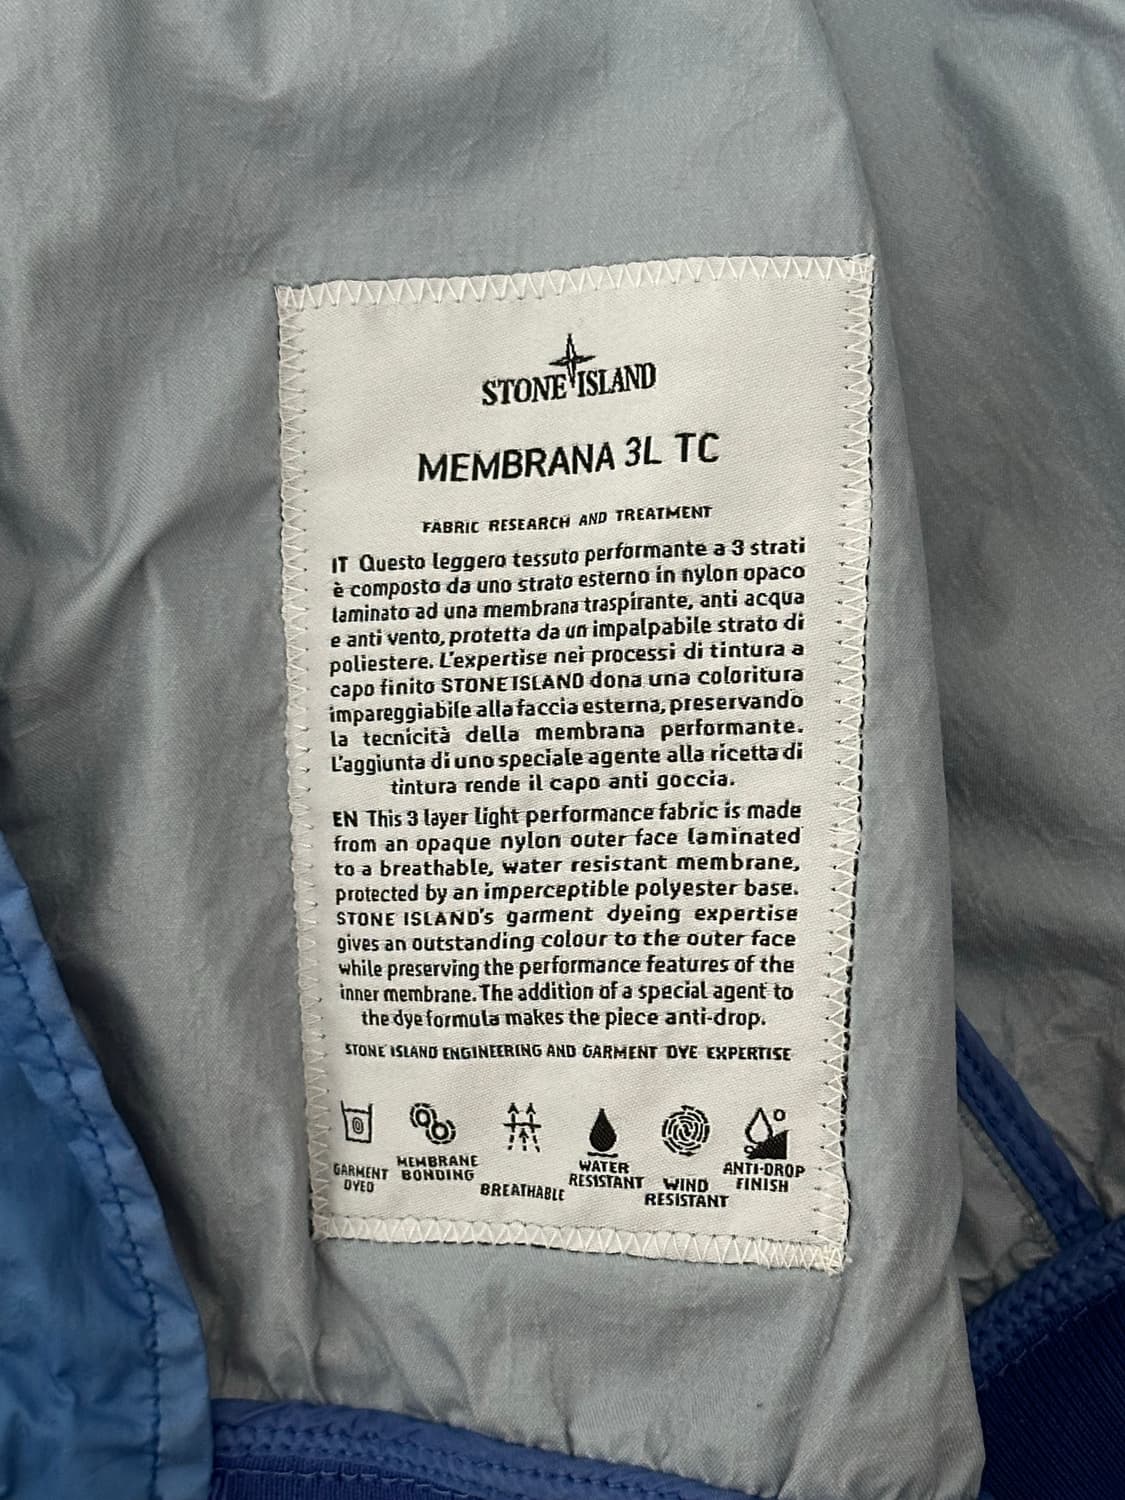 STONE ISLAND
MEMBRANA 3L TC
FABRIC RESEARCH AND TREATMENT
IT Questo leggero tessuto performante a 3 strati
è composto da uno strato esterno in nylon opaco
laminato ad una membrana traspirante, anti acqua
e anti vento, protetta da un impalpabile strato di
poliestere. L'expertise nei processi di tintura a
capo finito STONE ISLAND dona una coloritura
impareggiabile alla faccia esterna, preservando
la tecnicità della membrana performante.
L'aggiunta di uno speciale agente alla ricetta di
tintura rende il capo anti goccia.
EN This 3 layer light performance fabric is made
from an opaque nylon outer face laminated
to a breathable, water resistant membrane,
protected by an imperceptible polyester base.
STONE ISLAND's garment dyeing expertise
gives an outstanding colour to the outer face
while preserving the performance features of the
inner membrane. The addition of a special agent to
the dye formula makes the piece anti-drop.
STONE ISLAND ENGINEERING AND GARMENT DYE EXPERTISE
GARMENT
DYED
MEMBRANE
BONDING
BREATHABLE
WATER
RESISTANT
WIND
RESISTANT
ANTI-DROP
FINISH